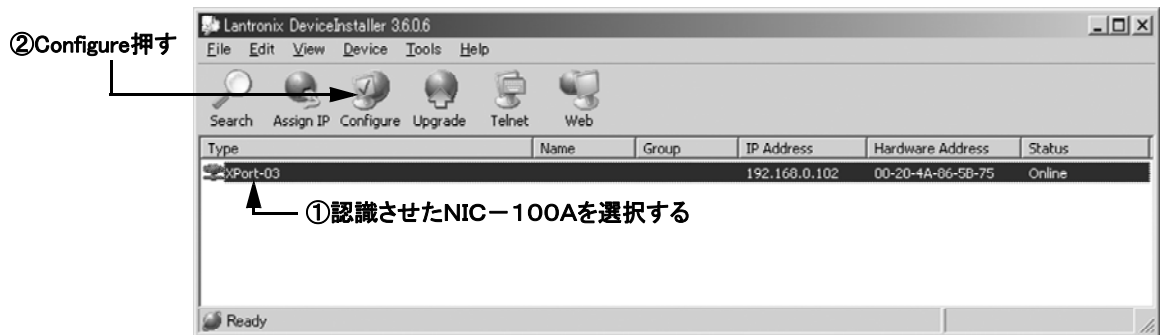 Lantronix DeviceInstaller 3.6.0.6
②Configure押す
File Edit View Device Tools Help
Search Assign IP Configure Upgrade Telnet Web
Type Name Group IP Address Hardware Address Status
XPort-03 192.168.0.102 00-20-4A-86-5B-75 Online
①認識させたNIC－100Aを選択する
Ready